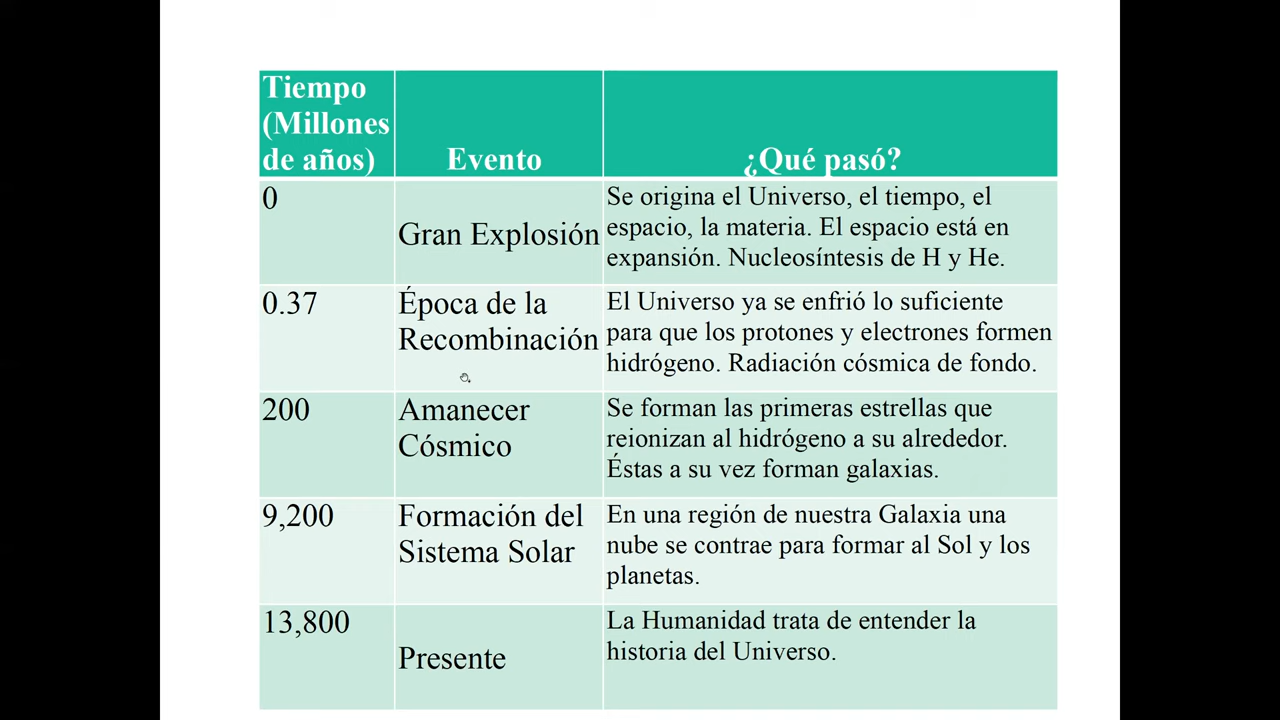 Tiempo
(Millones
de años)
Evento
¿Qué pasó?
0
Gran Explosión
Se origina el Universo, el tiempo, el
espacio, la materia. El espacio está en
expansión. Nucleosíntesis de H y He.
0.37
Época de la
Recombinación
El Universo ya se enfrió lo suficiente
para que los protones y electrones formen
hidrógeno. Radiación cósmica de fondo.
200
Amanecer
Cósmico
Se forman las primeras estrellas que
reionizan al hidrógeno a su alrededor.
Éstas a su vez forman galaxias.
9,200
Formación del
Sistema Solar
En una región de nuestra Galaxia una
nube se contrae para formar al Sol y los
planetas.
13,800
Presente
La Humanidad trata de entender la
historia del Universo.